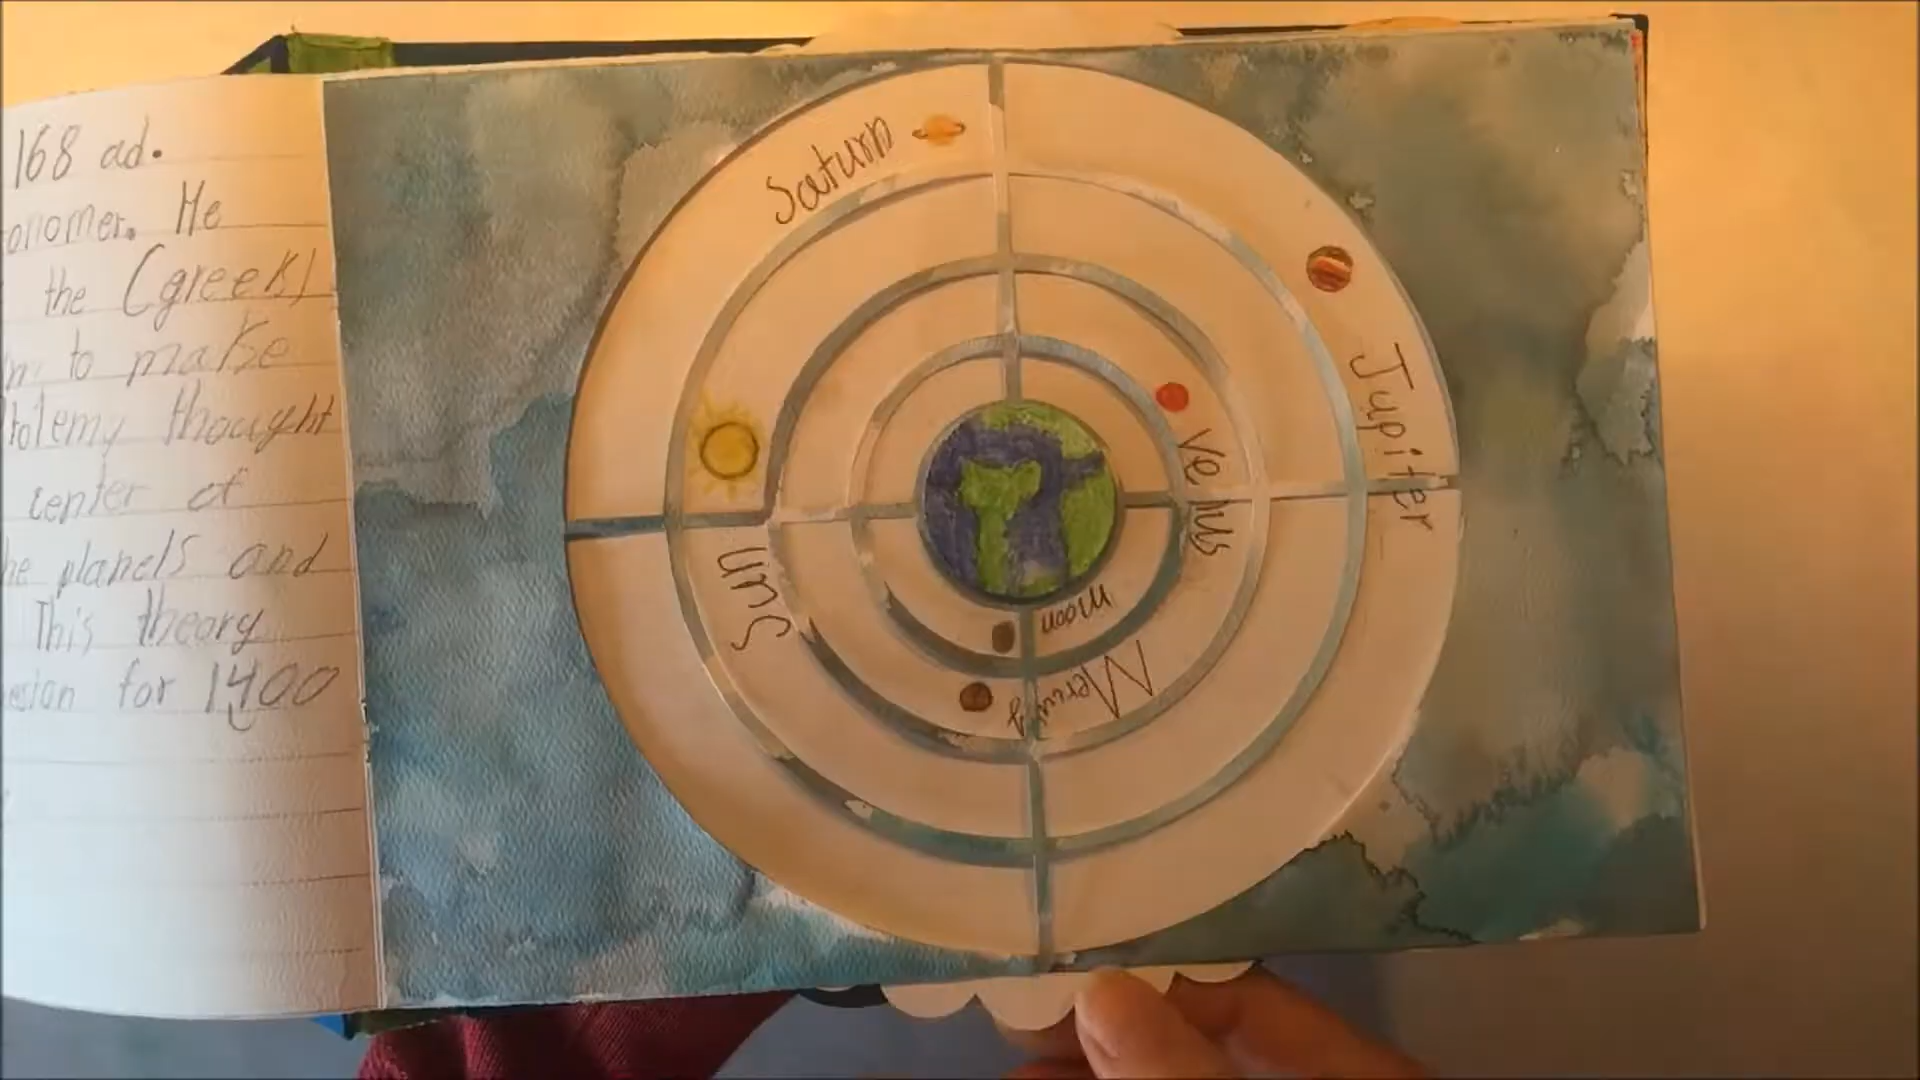 168 ad.
onomer. He
the (greek)
to make
tolemy thought
center of
he planets and
This theory
for 1400
Saturn
Jupiter
Venus
Sun
moon
Mercury